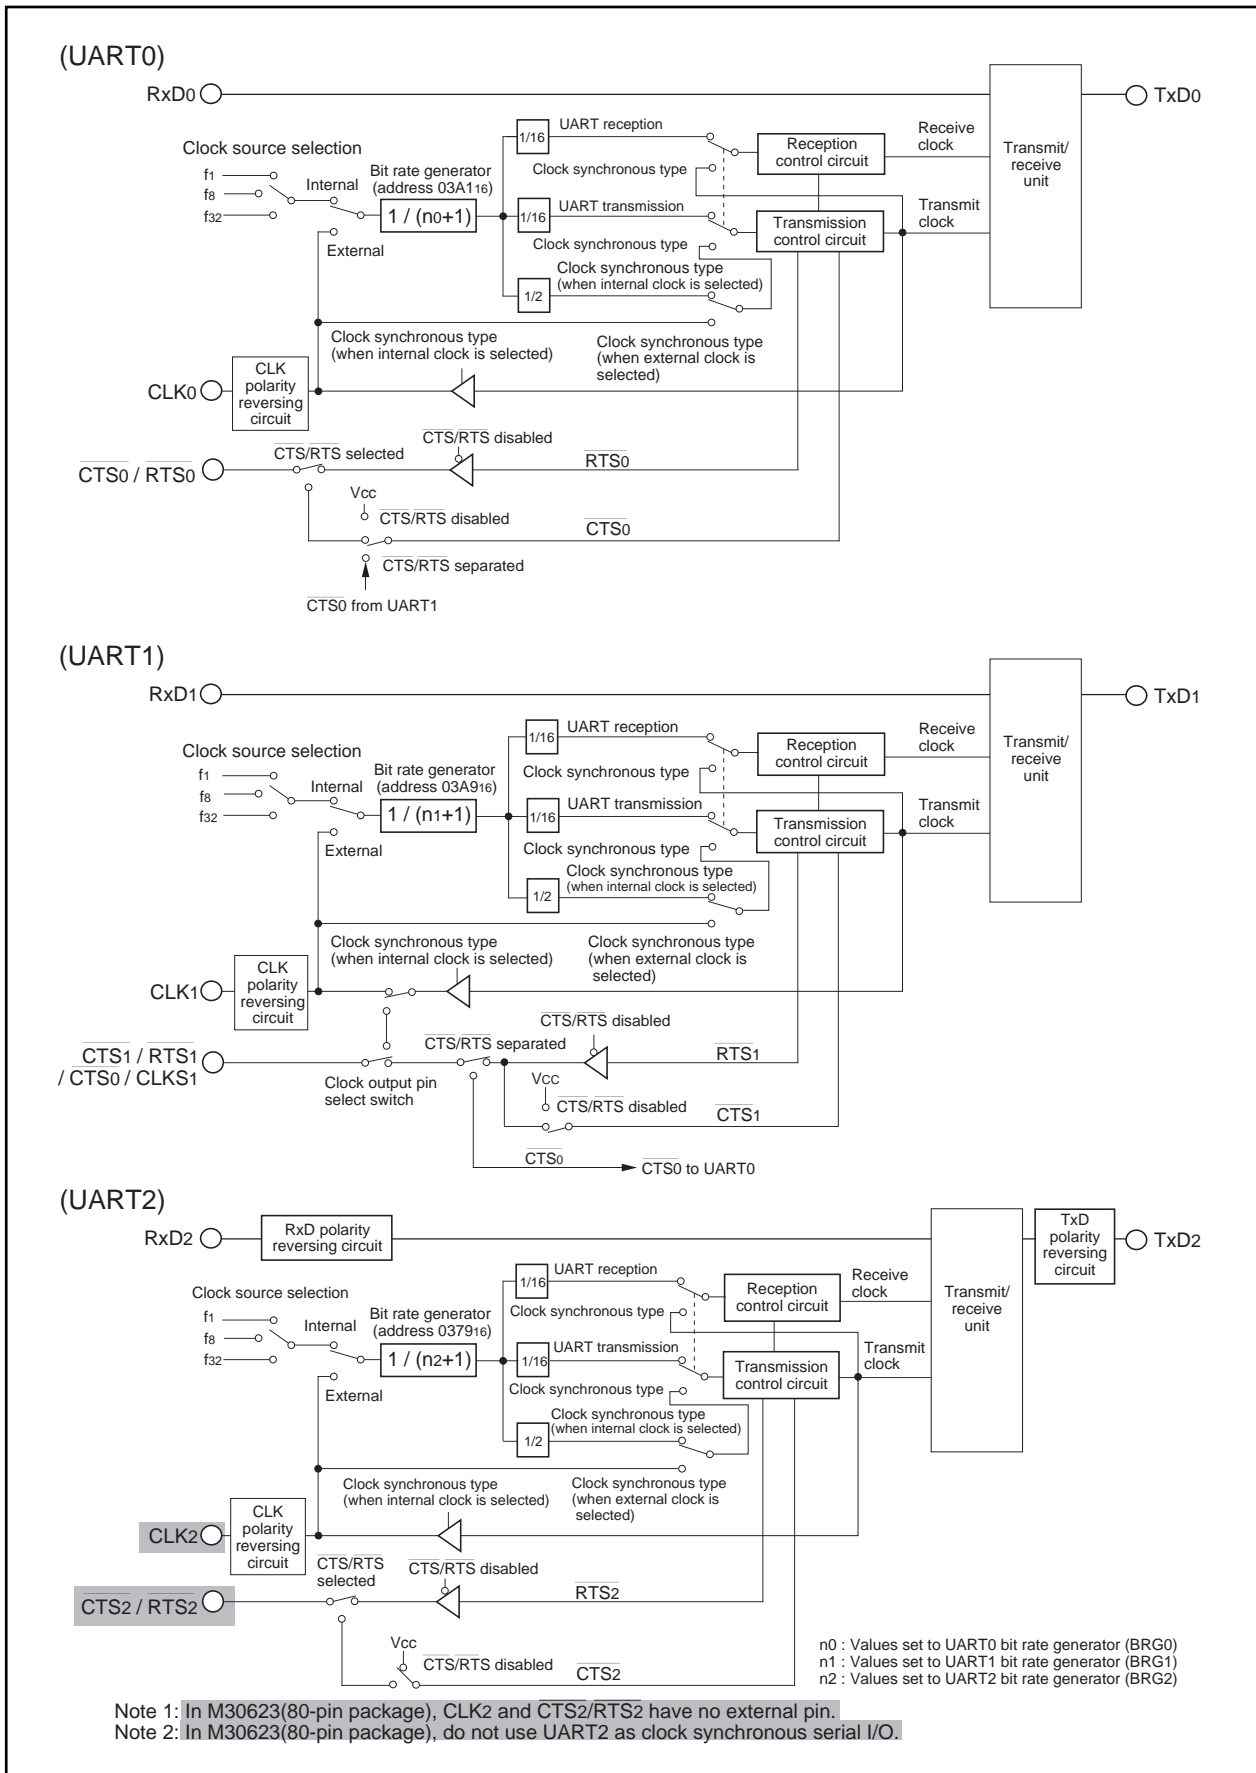 (UART0)
RxD0
TxD0
Clock source selection
f1
f8
f32
Internal
External
Bit rate generator
(address 03A116)
1 / (n0+1)
1/16
UART reception
Clock synchronous type
1/16
UART transmission
Clock synchronous type
Clock synchronous type
(when internal clock is selected)
1/2
Reception
control circuit
Transmission
control circuit
Receive
clock
Transmit
clock
Transmit/
receive
unit
Clock synchronous type
(when internal clock is selected)
Clock synchronous type
(when external clock is
selected)
CLK0
CLK
polarity
reversing
circuit
CTS0 / RTS0
CTS/RTS selected
CTS/RTS disabled
RTS0
Vcc
CTS/RTS disabled
CTS0
CTS/RTS separated
CTS0 from UART1
(UART1)
RxD1
TxD1
Clock source selection
f1
f8
f32
Internal
External
Bit rate generator
(address 03A916)
1 / (n1+1)
1/16
UART reception
Clock synchronous type
1/16
UART transmission
Clock synchronous type
Clock synchronous type
(when internal clock is selected)
1/2
Reception
control circuit
Transmission
control circuit
Receive
clock
Transmit
clock
Transmit/
receive
unit
Clock synchronous type
(when internal clock is selected)
Clock synchronous type
(when external clock is
selected)
CLK1
CLK
polarity
reversing
circuit
CTS1 / RTS1
/ CTS0 / CLKS1
Clock output pin
select switch
CTS/RTS separated
CTS/RTS disabled
RTS1
VCC
CTS/RTS disabled
CTS1
CTS0
CTS0 to UART0
(UART2)
RxD2
RxD polarity
reversing circuit
TxD
polarity
reversing
circuit
TxD2
Clock source selection
f1
f8
f32
Internal
External
Bit rate generator
(address 037916)
1 / (n2+1)
1/16
UART reception
Clock synchronous type
1/16
UART transmission
Clock synchronous type
Clock synchronous type
(when internal clock is selected)
1/2
Reception
control circuit
Transmission
control circuit
Receive
clock
Transmit
clock
Transmit/
receive
unit
Clock synchronous type
(when internal clock is selected)
Clock synchronous type
(when external clock is
selected)
CLK2
CLK
polarity
reversing
circuit
CTS2 / RTS2
CTS/RTS
selected
CTS/RTS disabled
RTS2
Vcc
CTS/RTS disabled
CTS2
n0 : Values set to UART0 bit rate generator (BRG0)
n1 : Values set to UART1 bit rate generator (BRG1)
n2 : Values set to UART2 bit rate generator (BRG2)
Note 1: In M30623(80-pin package), CLK2 and CTS2/RTS2 have no external pin.
Note 2: In M30623(80-pin package), do not use UART2 as clock synchronous serial I/O.